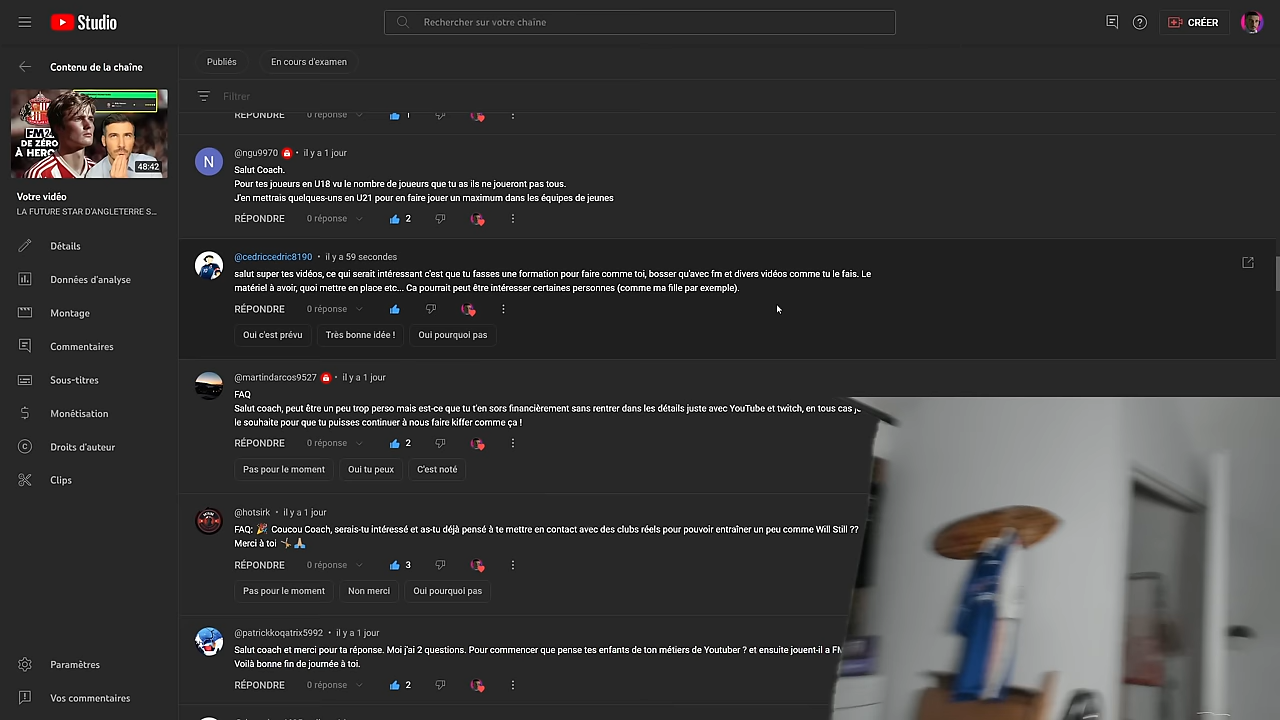 Studio
Rechercher sur votre chaîne
CRÉER
Contenu de la chaîne
FM24
DE ZÉRO
À HERO
48:42
Votre vidéo
LA FUTURE STAR D'ANGLETERRE S...
Détails
Données d'analyse
Montage
Commentaires
Sous-titres
Monétisation
Droits d'auteur
Clips
Paramètres
Vos commentaires
Publiés
En cours d'examen
Filtrer
RÉPONDRE 0 réponse 1
N
@ngu9970 • il y a 1 jour
Salut Coach.
Pour tes joueurs en U18 vu le nombre de joueurs que tu as ils ne joueront pas tous.
J'en mettrais quelques-uns en U21 pour en faire jouer un maximum dans les équipes de jeunes
RÉPONDRE 0 réponse 2
@cedriccedric8190 • il y a 59 secondes
salut super tes vidéos, ce qui serait intéressant c'est que tu fasses une formation pour faire comme toi, bosser qu'avec fm et divers vidéos comme tu le fais. Le
matériel à avoir, quoi mettre en place etc... Ca pourrait peut être intéresser certaines personnes (comme ma fille par exemple).
RÉPONDRE 0 réponse
Oui c'est prévu Très bonne idée ! Oui pourquoi pas
@martindarcos9527 • il y a 1 jour
FAQ
Salut coach, peut être un peu trop perso mais est-ce que tu t'en sors financièrement sans rentrer dans les détails juste avec YouTube et twitch, en tous cas
le souhaite pour que tu puisses continuer à nous faire kiffer comme ça !
RÉPONDRE 0 réponse 2
Pas pour le moment Oui tu peux C'est noté
@hotsirk • il y a 1 jour
FAQ: 🎉 Coucou Coach, serais-tu intéressé et as-tu déjà pensé à te mettre en contact avec des clubs réels pour pouvoir entraîner un peu comme Will Still ??
Merci à toi
RÉPONDRE 0 réponse 3
Pas pour le moment Non merci Oui pourquoi pas
@patrickkoqatrix5992 • il y a 1 jour
Salut coach et merci pour ta réponse. Moi j'ai 2 questions. Pour commencer que pense tes enfants de ton métiers de Youtuber ? et ensuite jouent-il a
Voilà bonne fin de journée à toi.
RÉPONDRE 0 réponse 2